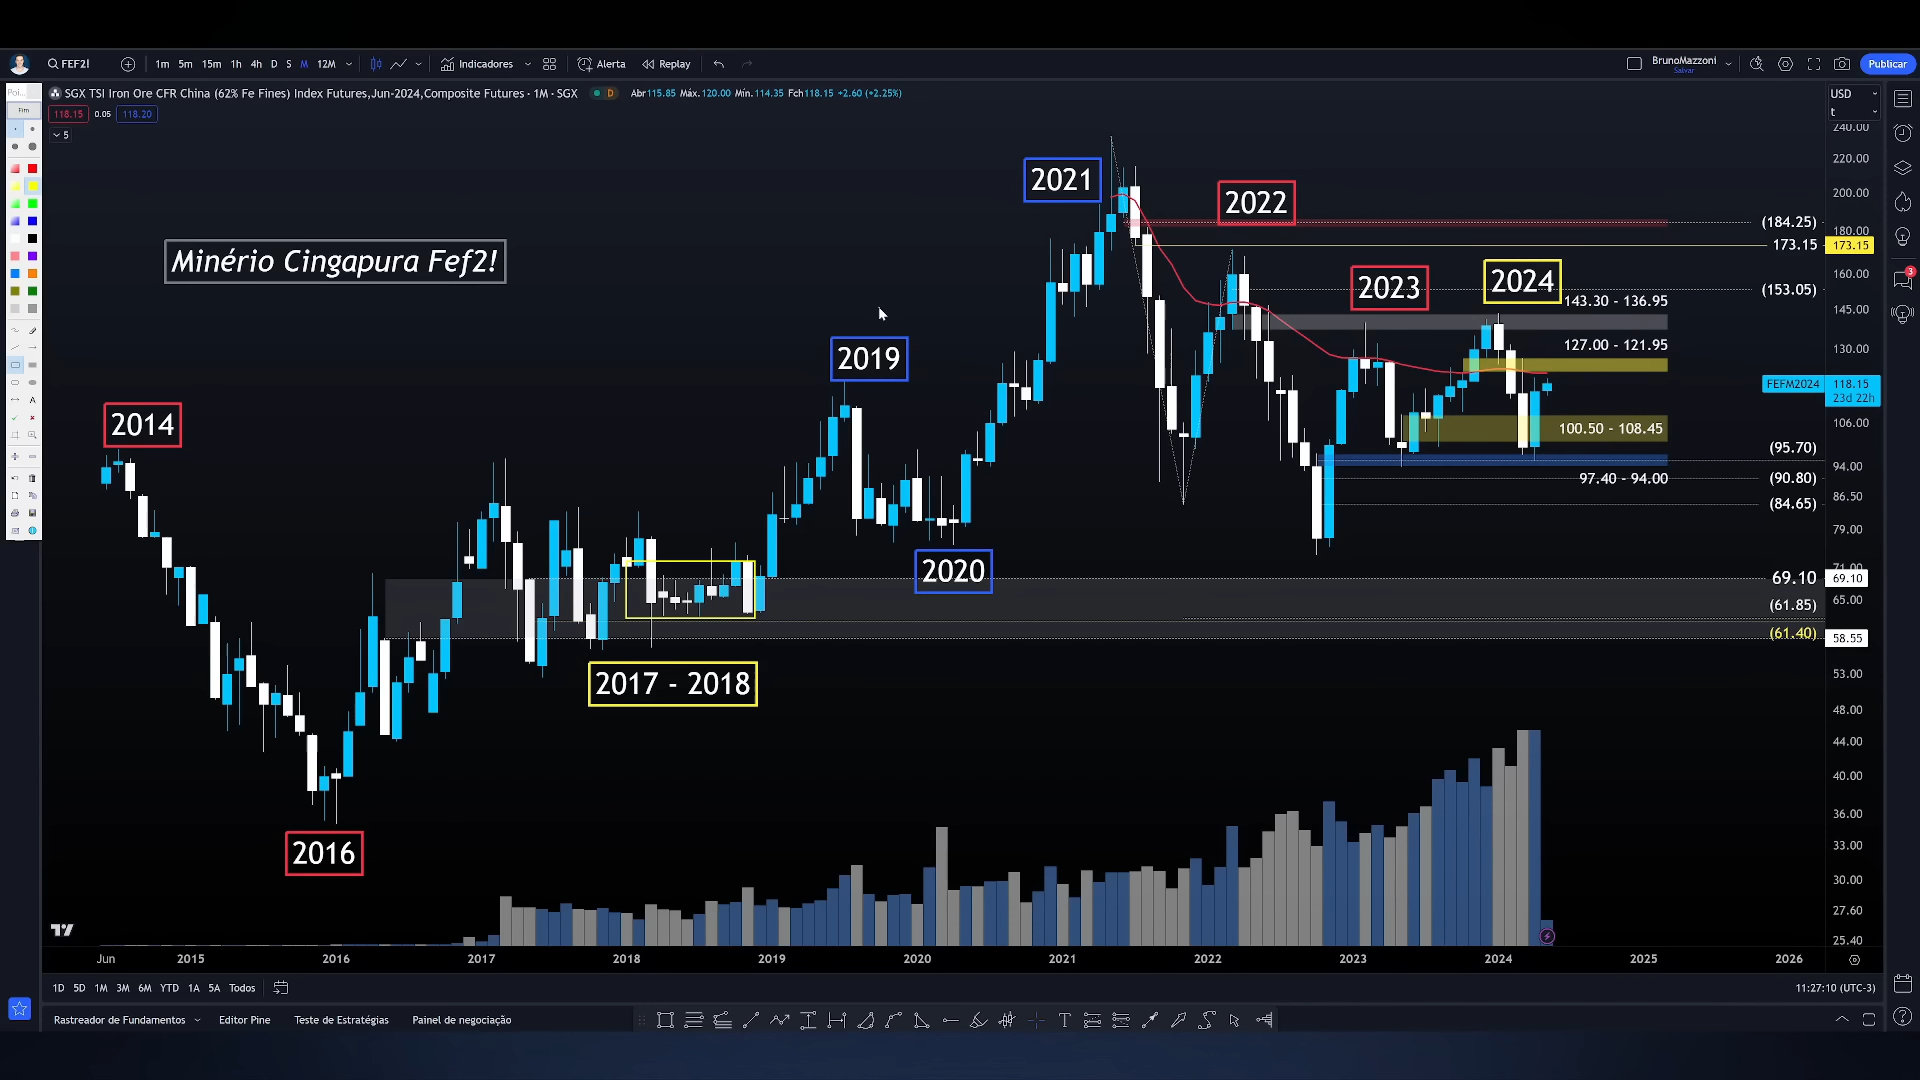 FEF2!
1m 5m 15m 1h 4h D S M 12M
Indicadores
Alerta
Replay
BrunoMazzoni
Salvar
Publicar
SGX TSI Iron Ore CFR China (62% Fe Fines) Index Futures,Jun-2024,Composite Futures · 1M · SGX
D
Abr115.85 Máx.120.00 Mín.114.35 Fch118.15 +2.60 (+2.25%)
118.15 0.05 118.20
5
USD
t
Minério Cingapura Fef2!
2014
2016
2017 - 2018
2019
2020
2021
2022
2023
2024
(184.25)
173.15
(153.05)
143.30 - 136.95
127.00 - 121.95
100.50 - 108.45
(95.70)
97.40 - 94.00
(90.80)
(84.65)
69.10
(61.85)
(61.40)
240.00
220.00
200.00
180.00
173.15
160.00
145.00
130.00
FEFM2024 118.15
23d 22h
106.00
94.00
86.50
79.00
71.00
69.10
65.00
58.55
53.00
48.00
44.00
40.00
36.00
33.00
30.00
27.60
25.40
3
Jun 2015 2016 2017 2018 2019 2020 2021 2022 2023 2024 2025 2026
1D 5D 1M 3M 6M YTD 1A 5A Todos
11:27:10 (UTC-3)
Rastreador de Fundamentos
Editor Pine
Teste de Estratégias
Painel de negociação